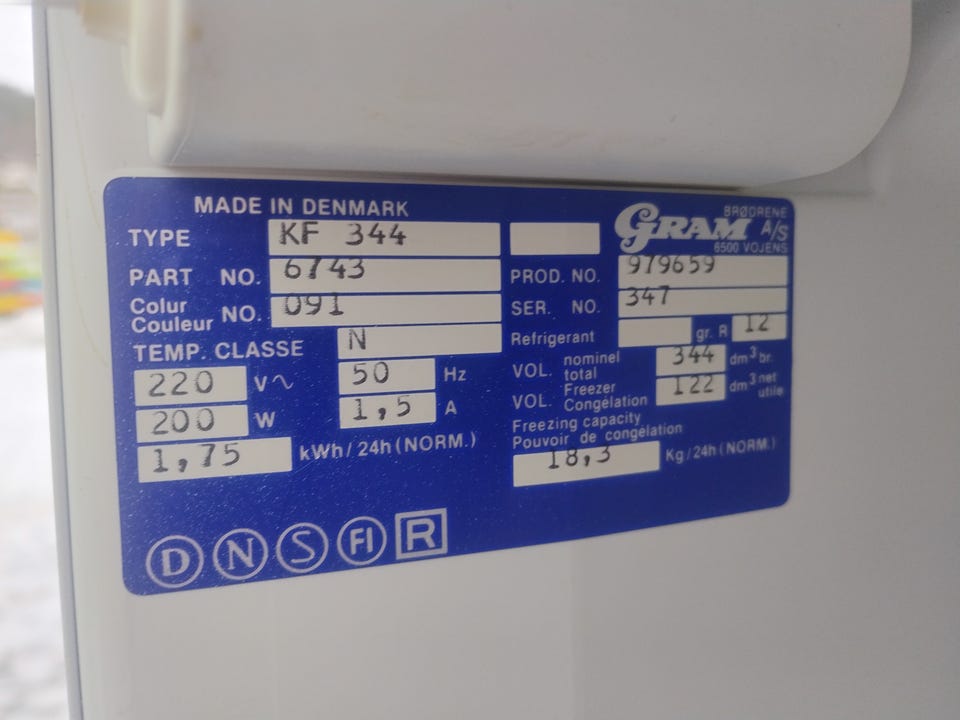 MADE IN DENMARK
TYPE KF 344
GRAM BRØDRENE A/S
6500 VOJENS
PART NO. 6743
PROD. NO. 979659
Colur
Couleur NO. 091
SER. NO. 347
TEMP. CLASSE N
Refrigerant gr. R 12
220 V~ 50 Hz
VOL. nominel total 344 dm³ br.
200 W 1,5 A
VOL. Freezer Congélation 122 dm³ net utile
1,75 kWh/24h (NORM.)
Freezing capacity
Pouvoir de congélation
18,3 Kg/24h (NORM.)
D N S FI R